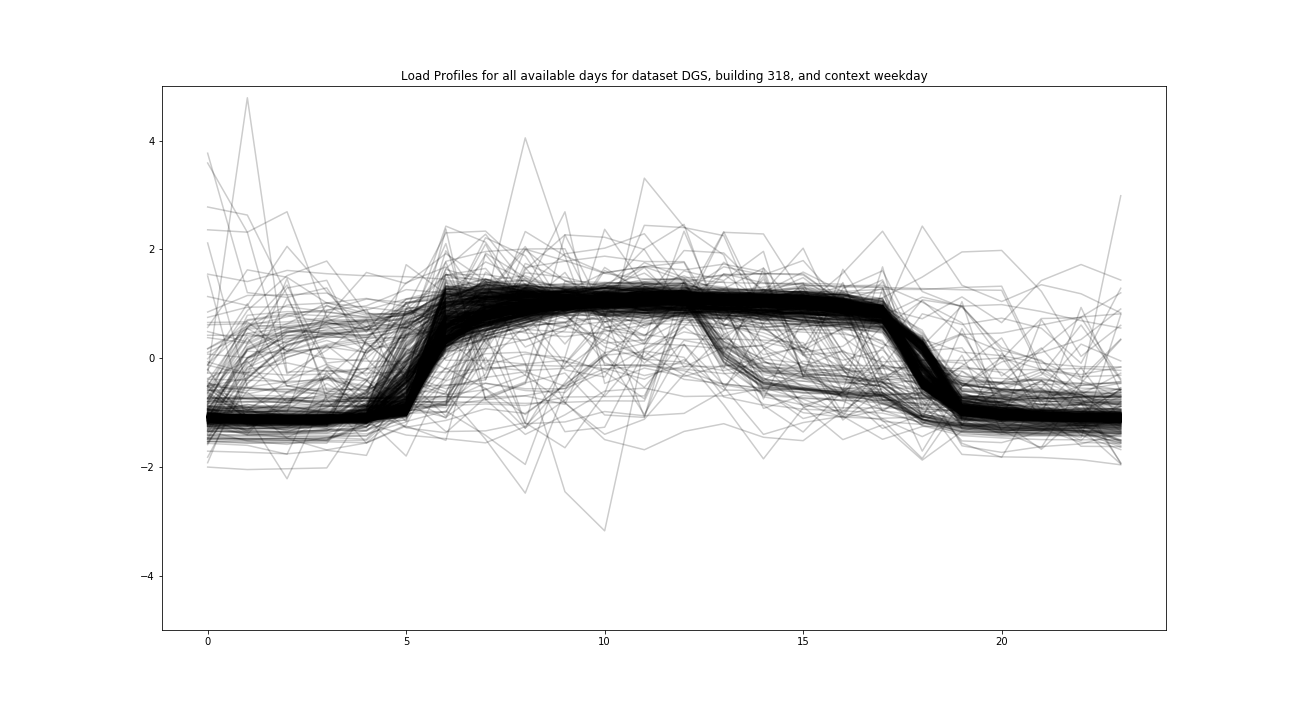 Load Profiles for all available days for dataset DGS, building 318, and context weekday
4
2
0
−2
−4
0 5 10 15 20